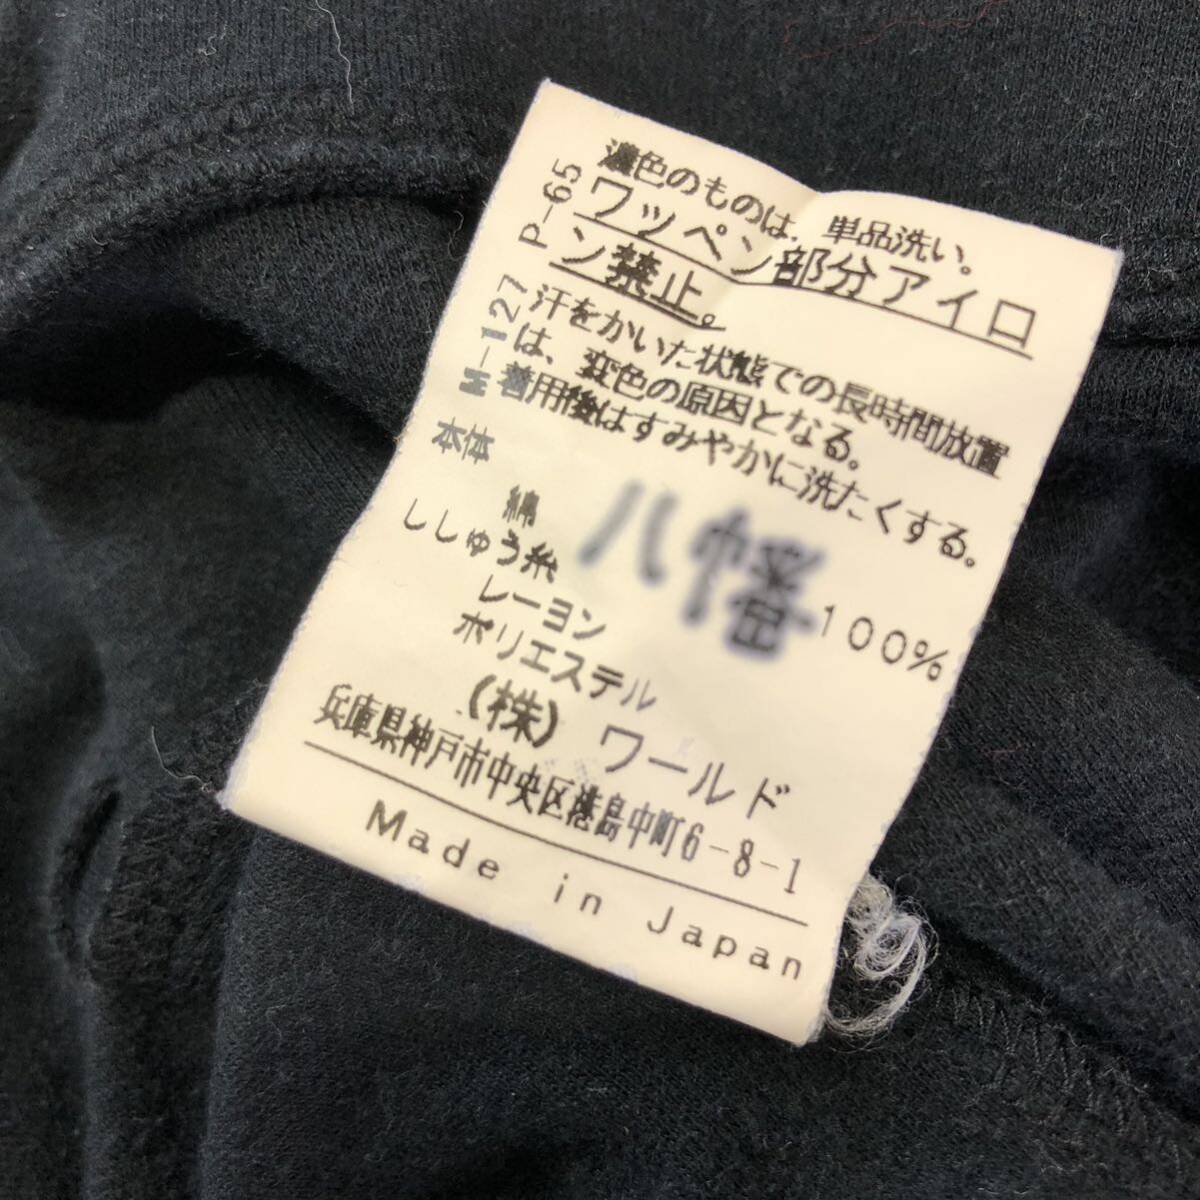 濃色のものは、単品洗い。
P-65 ワッペン部分アイロ
ン禁止。
M-127 汗をかいた状態での長時間放置
は、変色の原因となる。
着用後はすみやかに洗たくする。
本体
綿 100%
ししゅう糸
レーヨン
ポリエステル
八幡
(株) ワールド
兵庫県神戸市中央区港島中町6-8-1
Made in Japan